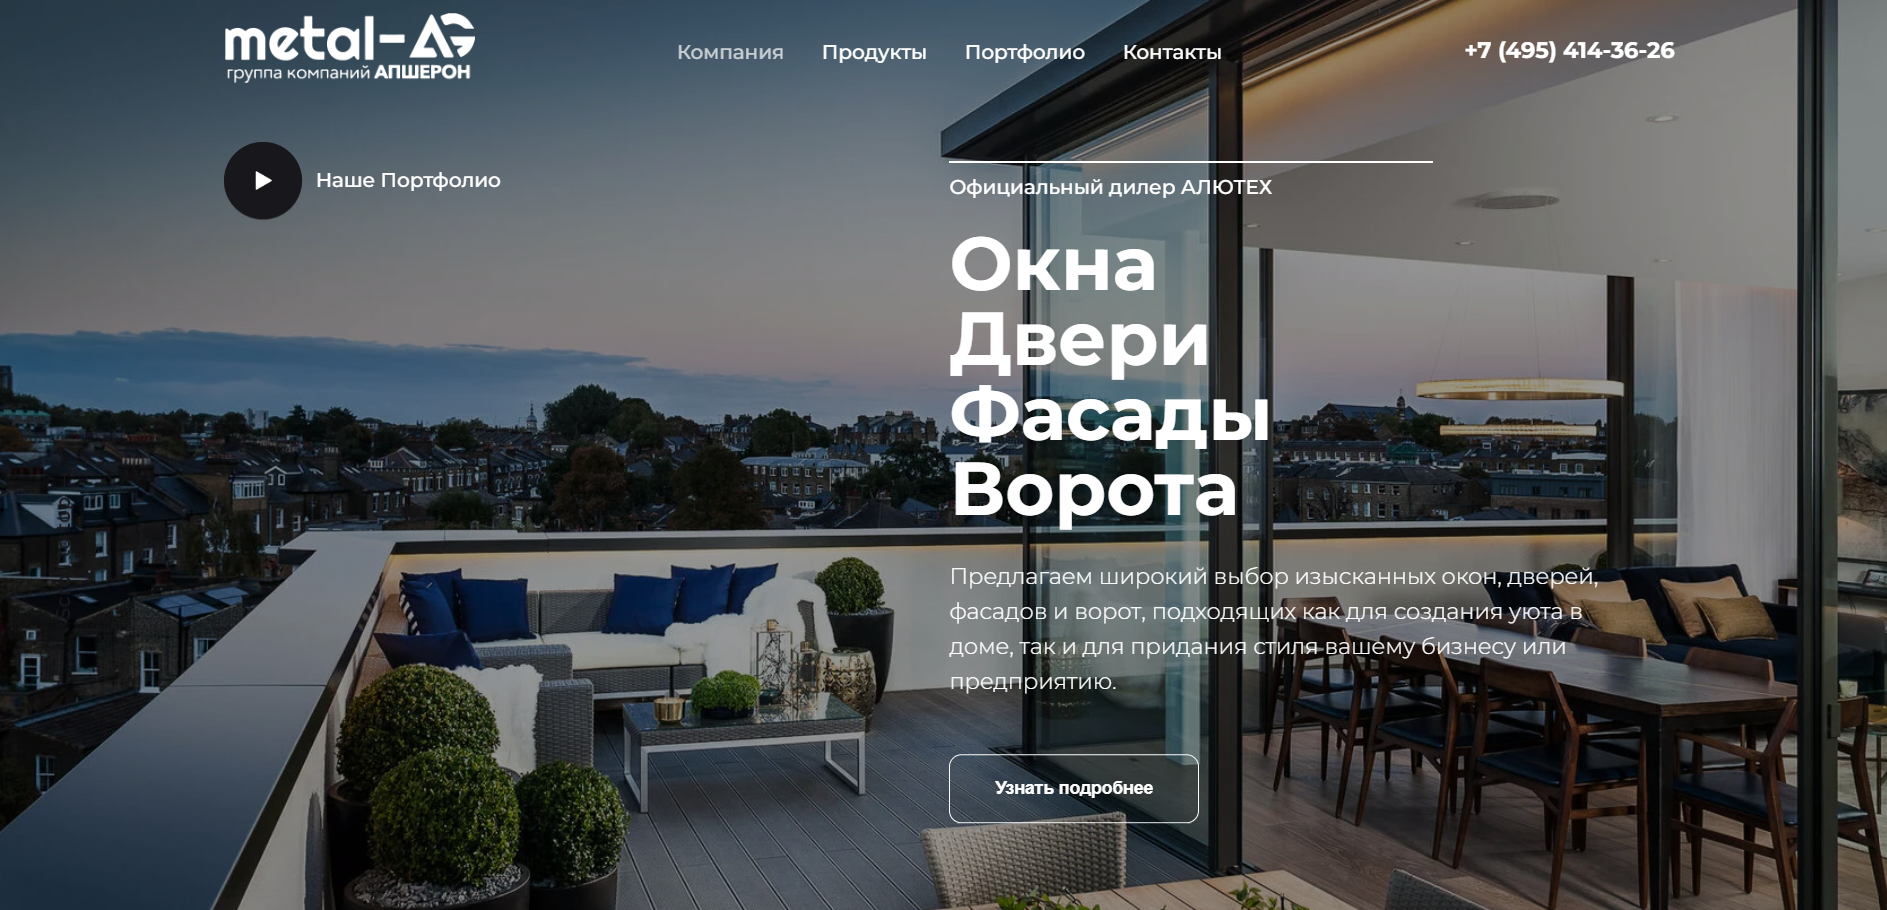 metal-AG
группа компаний АПШЕРОН
Компания Продукты Портфолио Контакты
+7 (495) 414-36-26
Наше Портфолио
Официальный дилер АЛЮТЕХ
Окна
Двери
Фасады
Ворота
Предлагаем широкий выбор изысканных окон, дверей,
фасадов и ворот, подходящих как для создания уюта в
доме, так и для придания стиля вашему бизнесу или
предприятию.
Узнать подробнее